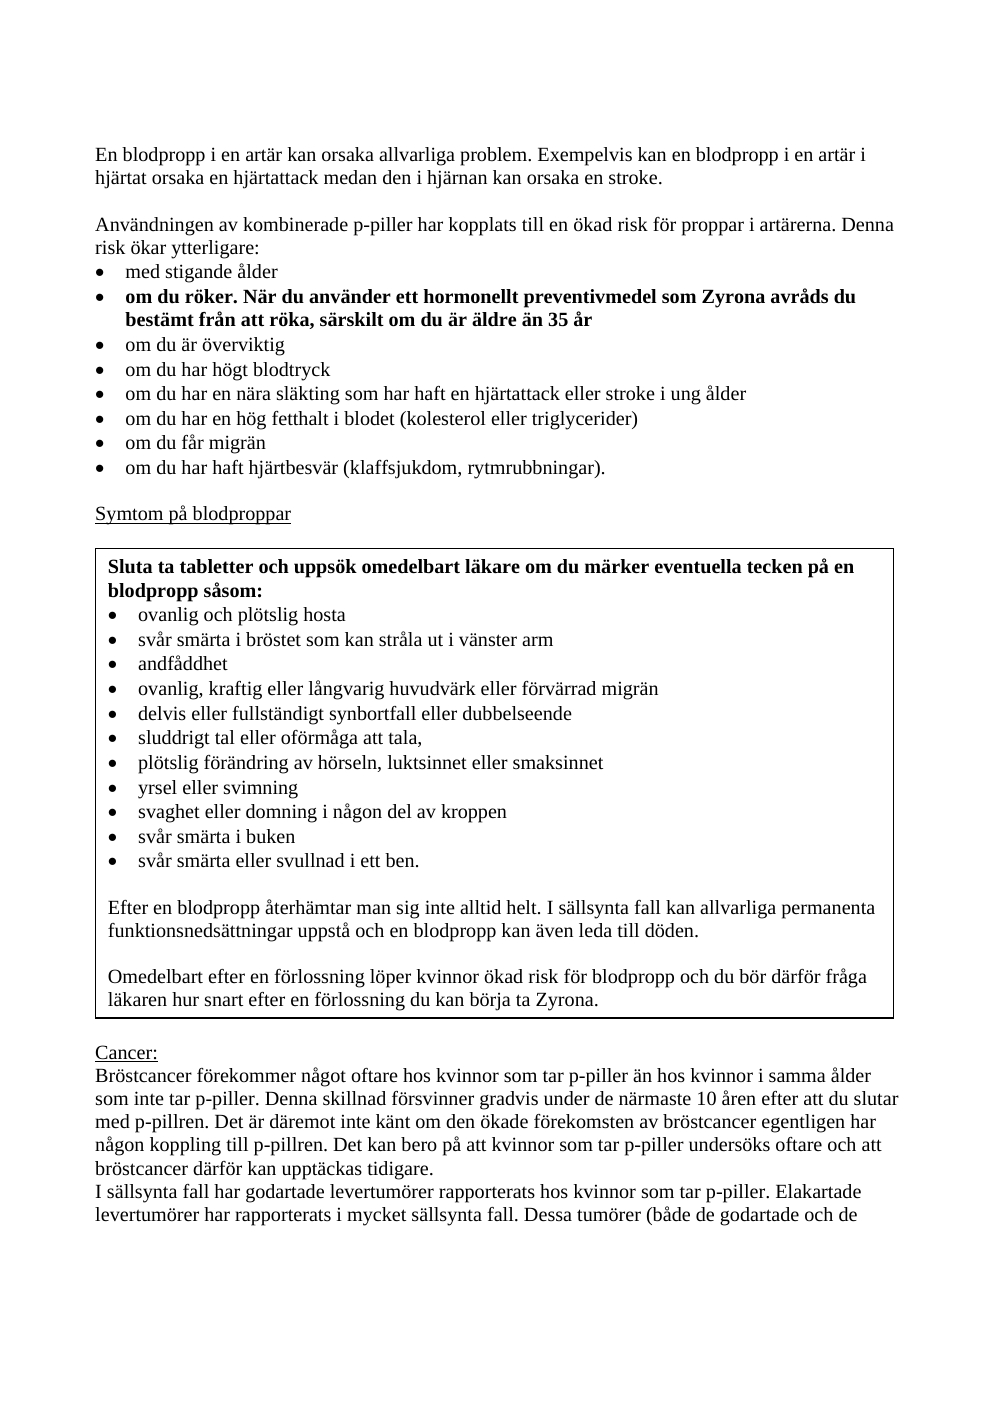 En blodpropp i en artär kan orsaka allvarliga problem. Exempelvis kan en blodpropp i en artär i
hjärtat orsaka en hjärtattack medan den i hjärnan kan orsaka en stroke.
Användningen av kombinerade p-piller har kopplats till en ökad risk för proppar i artärerna. Denna
risk ökar ytterligare:
• med stigande ålder
• om du röker. När du använder ett hormonellt preventivmedel som Zyrona avråds du
bestämt från att röka, särskilt om du är äldre än 35 år
• om du är överviktig
• om du har högt blodtryck
• om du har en nära släkting som har haft en hjärtattack eller stroke i ung ålder
• om du har en hög fetthalt i blodet (kolesterol eller triglycerider)
• om du får migrän
• om du har haft hjärtbesvär (klaffsjukdom, rytmrubbningar).
Symtom på blodproppar
Sluta ta tabletter och uppsök omedelbart läkare om du märker eventuella tecken på en
blodpropp såsom:
• ovanlig och plötslig hosta
• svår smärta i bröstet som kan stråla ut i vänster arm
• andfåddhet
• ovanlig, kraftig eller långvarig huvudvärk eller förvärrad migrän
• delvis eller fullständigt synbortfall eller dubbelseende
• sluddrigt tal eller oförmåga att tala,
• plötslig förändring av hörseln, luktsinnet eller smaksinnet
• yrsel eller svimning
• svaghet eller domning i någon del av kroppen
• svår smärta i buken
• svår smärta eller svullnad i ett ben.
Efter en blodpropp återhämtar man sig inte alltid helt. I sällsynta fall kan allvarliga permanenta
funktionsnedsättningar uppstå och en blodpropp kan även leda till döden.
Omedelbart efter en förlossning löper kvinnor ökad risk för blodpropp och du bör därför fråga
läkaren hur snart efter en förlossning du kan börja ta Zyrona.
Cancer:
Bröstcancer förekommer något oftare hos kvinnor som tar p-piller än hos kvinnor i samma ålder
som inte tar p-piller. Denna skillnad försvinner gradvis under de närmaste 10 åren efter att du slutar
med p-pillren. Det är däremot inte känt om den ökade förekomsten av bröstcancer egentligen har
någon koppling till p-pillren. Det kan bero på att kvinnor som tar p-piller undersöks oftare och att
bröstcancer därför kan upptäckas tidigare.
I sällsynta fall har godartade levertumörer rapporterats hos kvinnor som tar p-piller. Elakartade
levertumörer har rapporterats i mycket sällsynta fall. Dessa tumörer (både de godartade och de